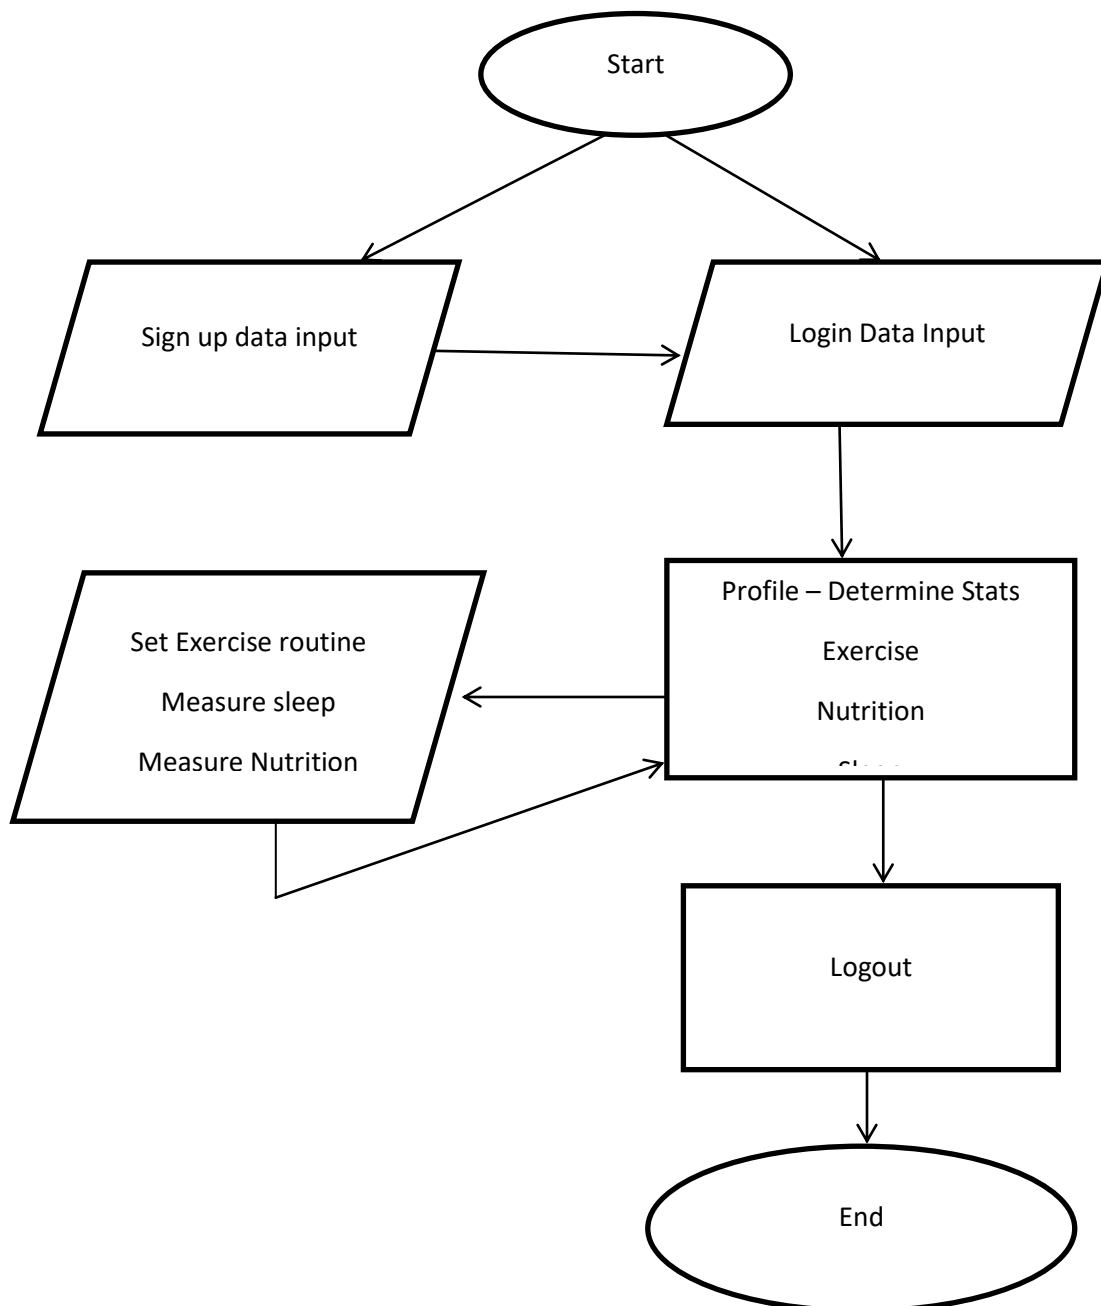 Start
Sign up data input
Login Data Input
Profile – Determine Stats
Exercise
Nutrition
Set Exercise routine
Measure sleep
Measure Nutrition
Logout
End